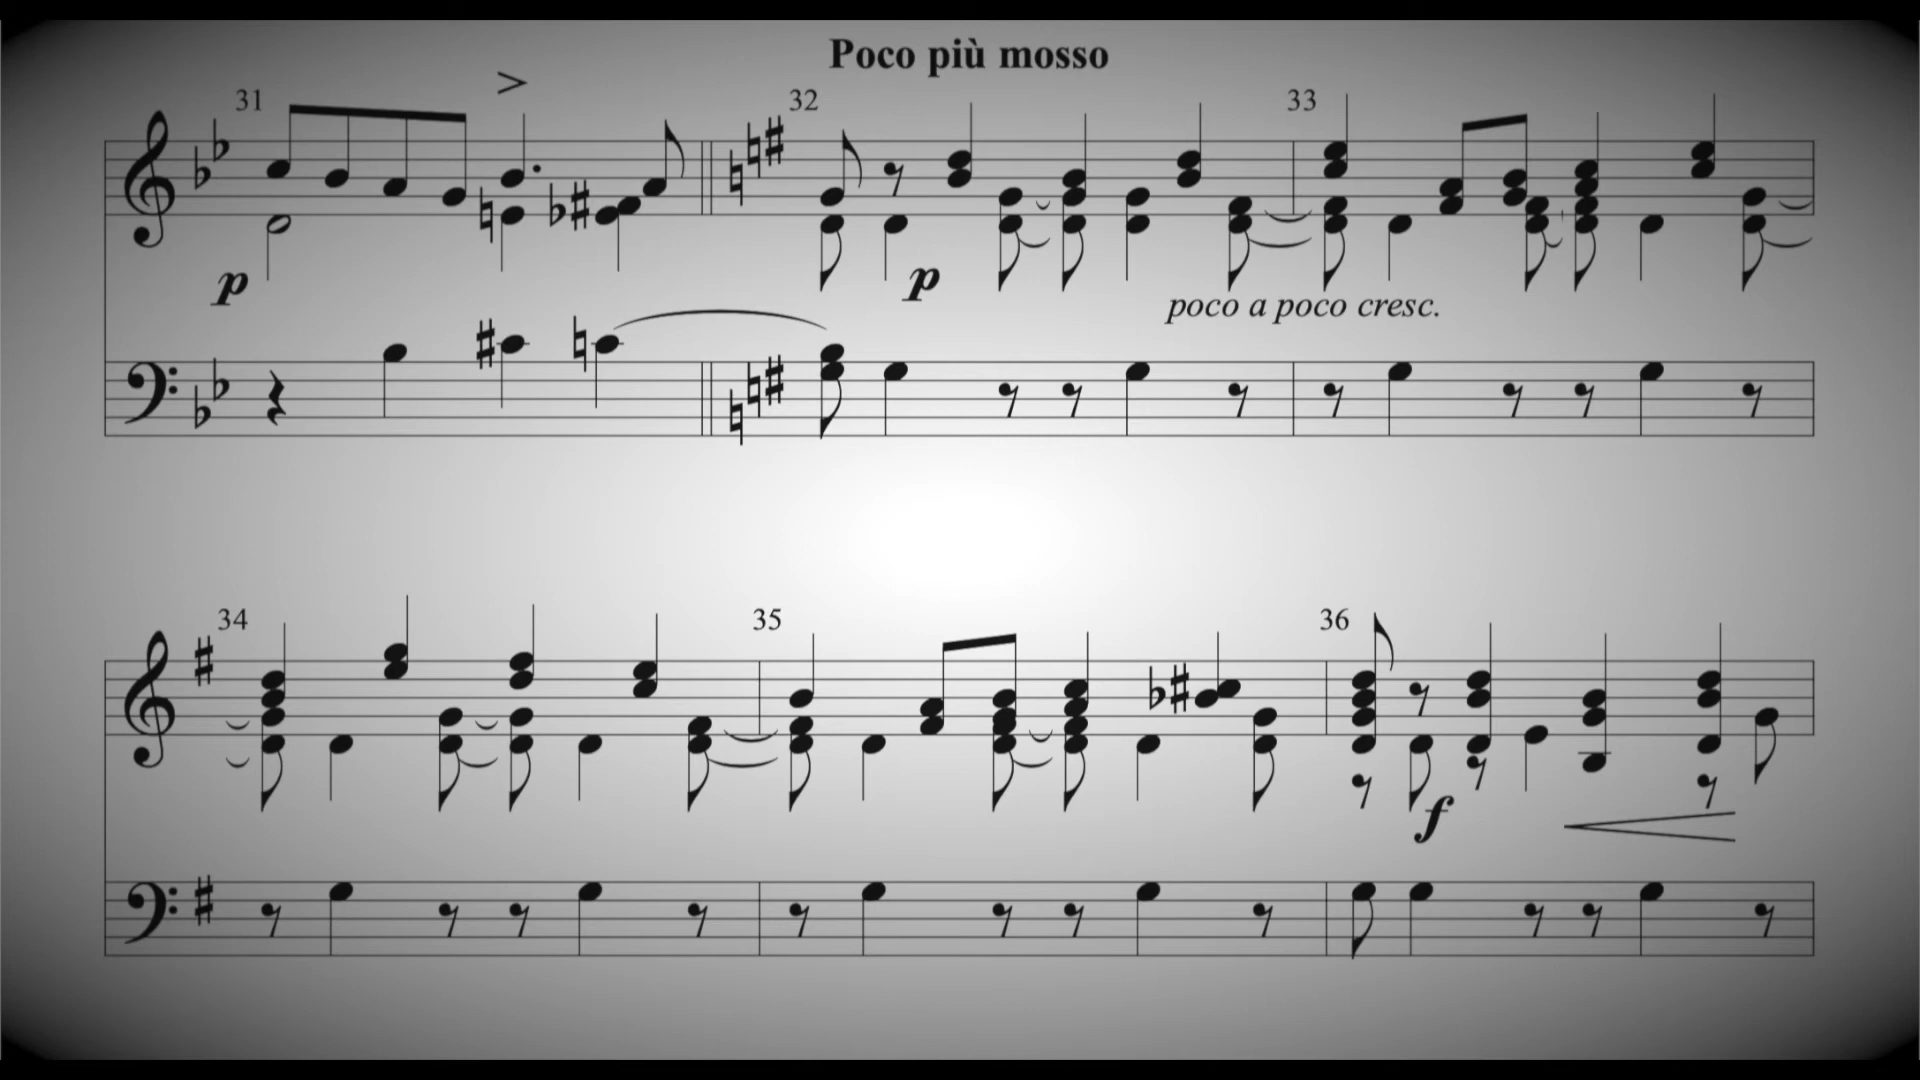 Poco più mosso
31 32 33
p p
poco a poco cresc.
34 35 36
f